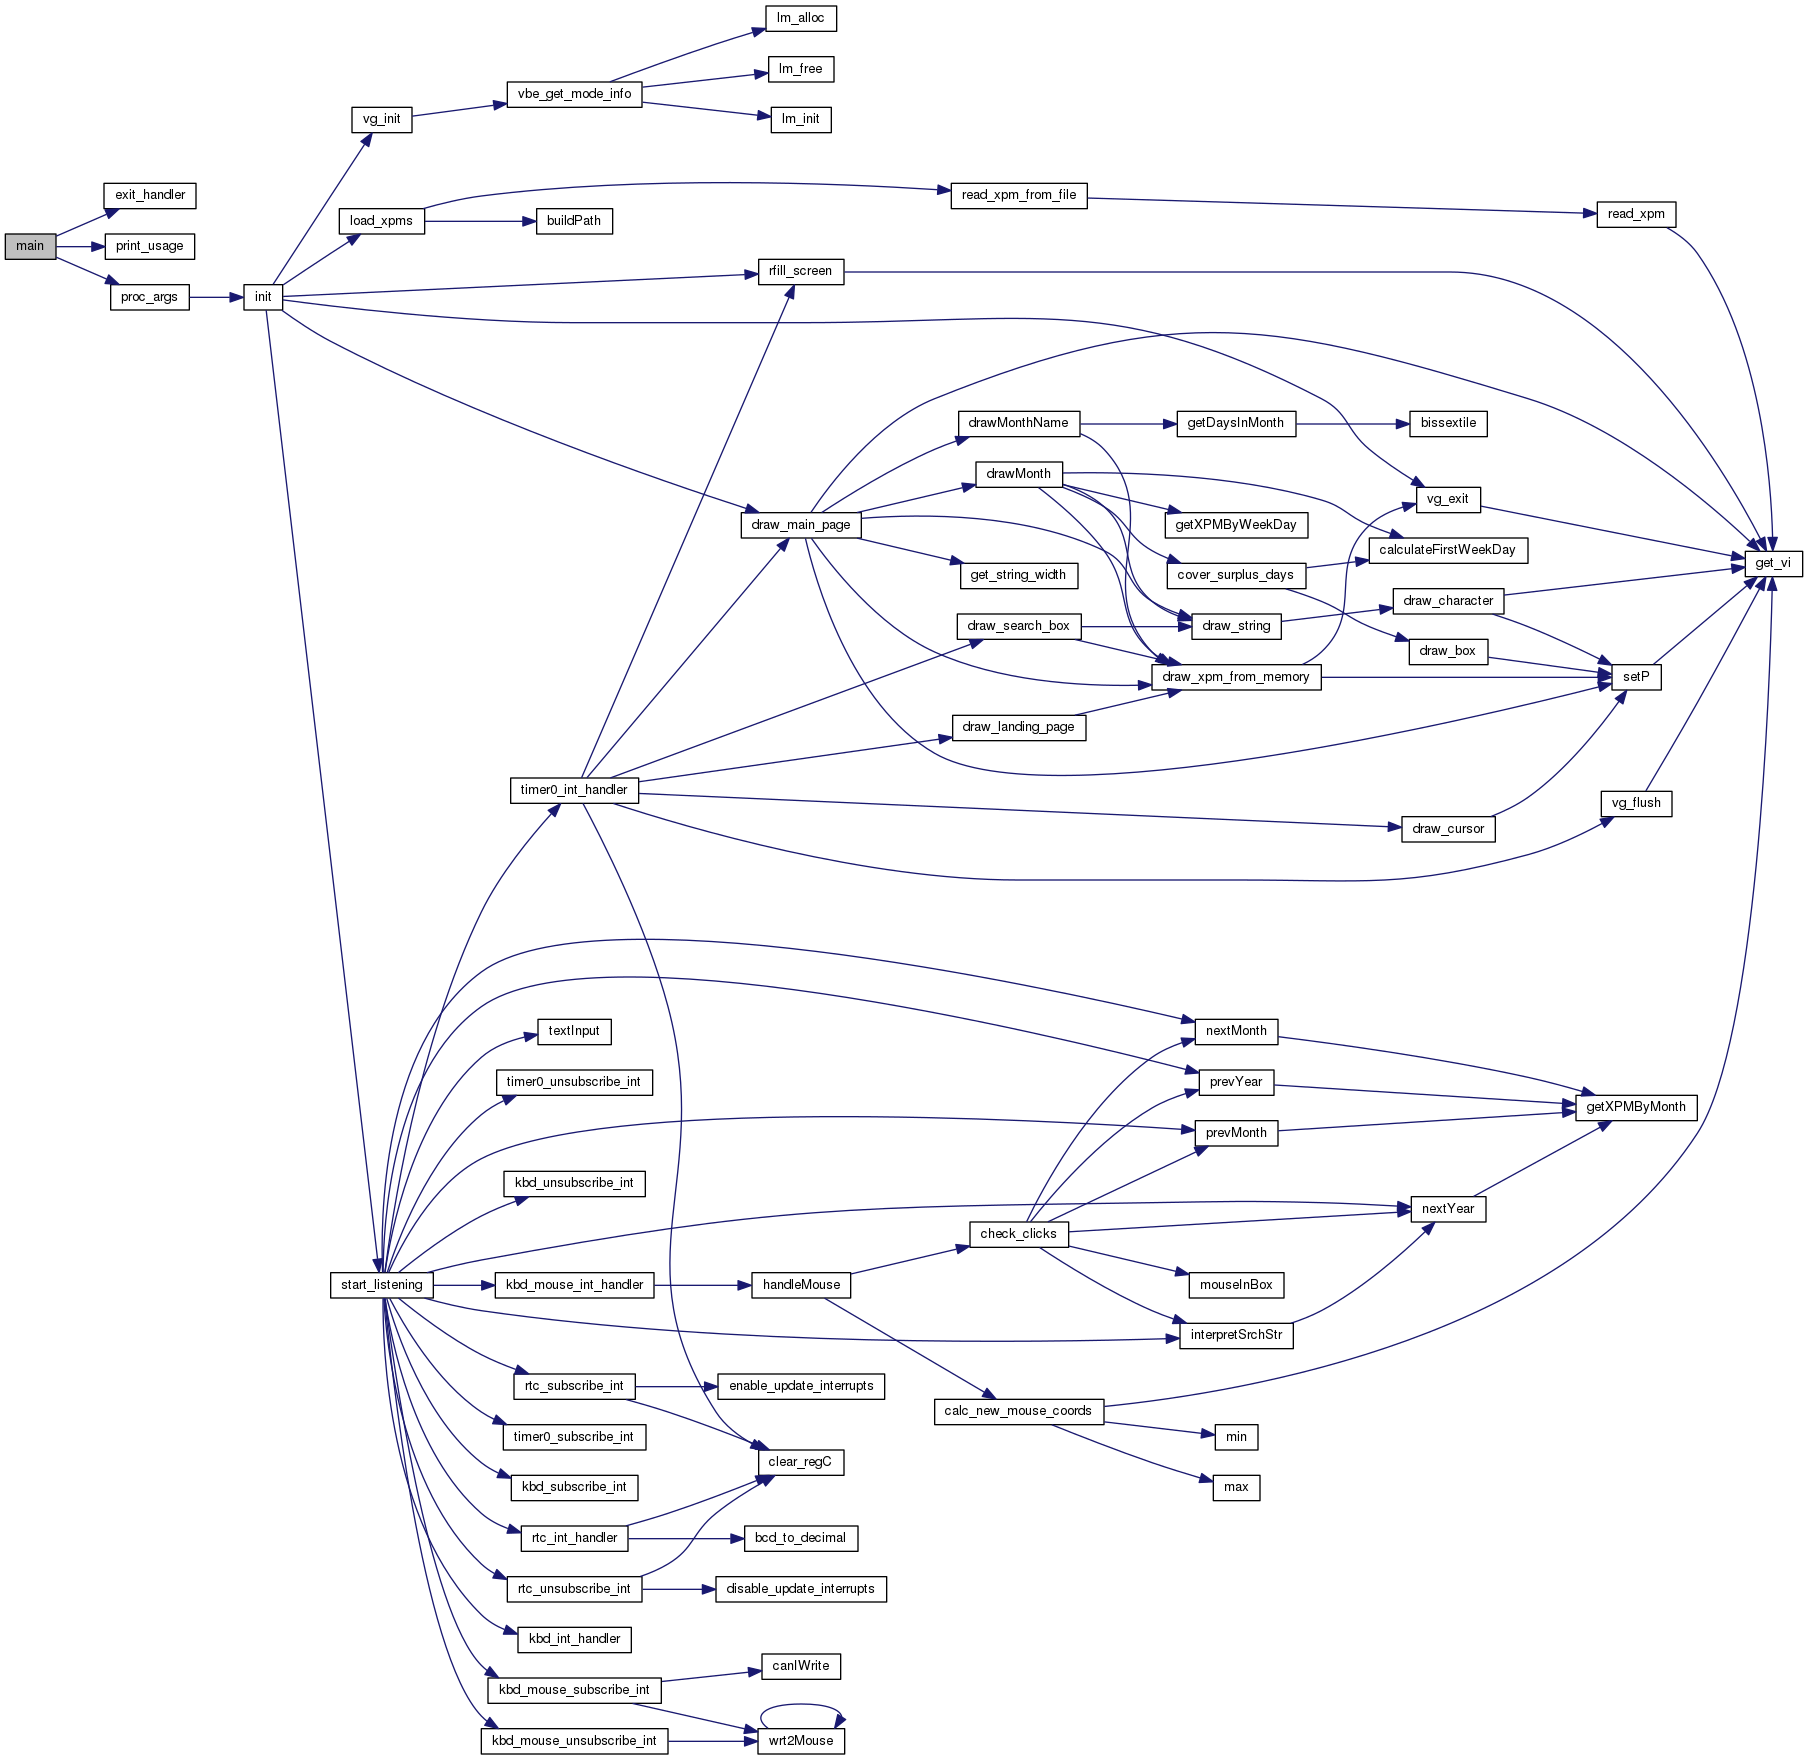 lm_alloc
lm_free
vbe_get_mode_info
vg_init
lm_init
exit_handler
read_xpm_from_file
load_xpms
buildPath
read_xpm
main
print_usage
rfill_screen
proc_args
init
drawMonthName
getDaysInMonth
bissextile
drawMonth
vg_exit
draw_main_page
getXPMByWeekDay
calculateFirstWeekDay
get_vi
get_string_width
cover_surplus_days
draw_character
draw_search_box
draw_string
draw_box
draw_xpm_from_memory
setP
draw_landing_page
timer0_int_handler
vg_flush
draw_cursor
textInput
nextMonth
timer0_unsubscribe_int
prevYear
getXPMByMonth
prevMonth
kbd_unsubscribe_int
nextYear
check_clicks
start_listening
kbd_mouse_int_handler
handleMouse
mouseInBox
interpretSrchStr
rtc_subscribe_int
enable_update_interrupts
calc_new_mouse_coords
timer0_subscribe_int
min
clear_regC
kbd_subscribe_int
max
rtc_int_handler
bcd_to_decimal
rtc_unsubscribe_int
disable_update_interrupts
kbd_int_handler
canIWrite
kbd_mouse_subscribe_int
kbd_mouse_unsubscribe_int
wrt2Mouse